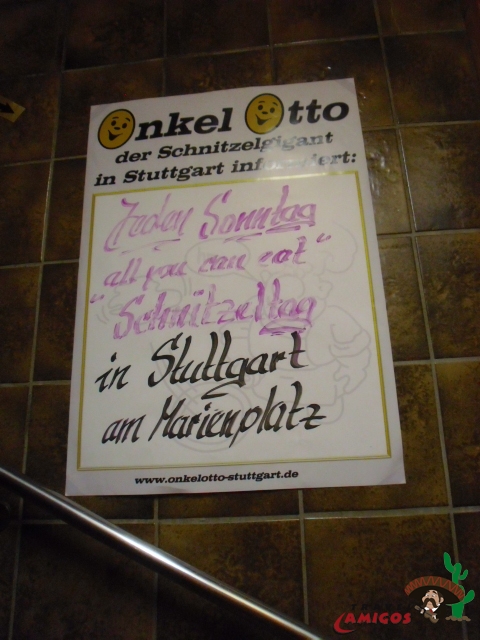 Onkel Otto
der Schnitzelgigant
in Stuttgart informiert:
Jeden Sonntag
"all you can eat"
"Schnitzeltag
in Stuttgart
am Marienplatz
www.onkelotto-stuttgart.de
AMIGOS